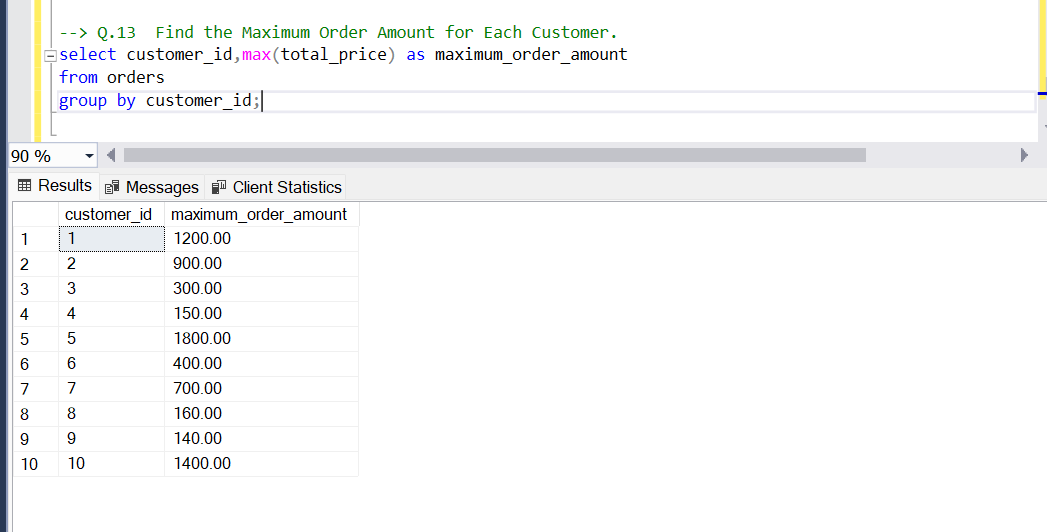 --> Q.13  Find the Maximum Order Amount for Each Customer.
select customer_id,max(total_price) as maximum_order_amount
from orders
group by customer_id;
90 %
Results Messages Client Statistics
customer_id maximum_order_amount
1 1 1200.00
2 2 900.00
3 3 300.00
4 4 150.00
5 5 1800.00
6 6 400.00
7 7 700.00
8 8 160.00
9 9 140.00
10 10 1400.00